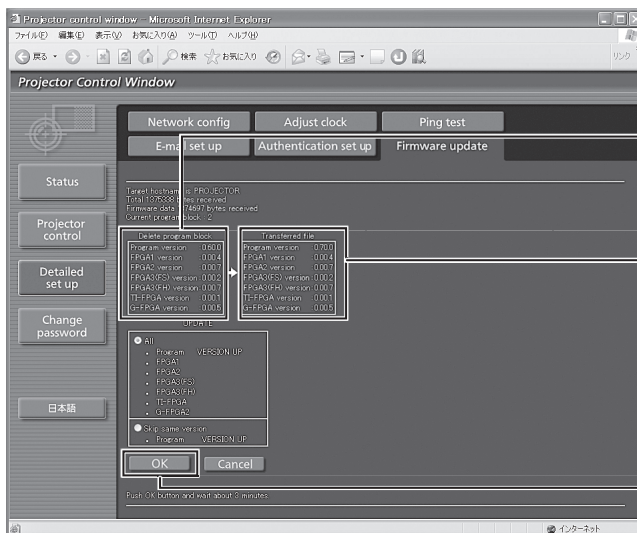 Projector control window - Microsoft Internet Explorer
ファイル(F) 編集(E) 表示(V) お気に入り(A) ツール(T) ヘルプ(H)
戻る 検索 お気に入り リンク
Projector Control Window
Network config Adjust clock Ping test
E-mail set up Authentication set up Firmware update
Status
Projector control
Detailed set up
Change password
日本語
Target hostname is PROJECTOR
Total 1375338 bytes received
Firmware data 74697 bytes received
Current program block : 2
Delete program block
Program version 0.60.0
FPGA1 version :0.00.4
FPGA2 version :0.00.7
FPGA3(FS) version :0.00.2
FPGA3(FH) version :0.00.7
TI-FPGA version :0.00.1
G-FPGA version :0.00.5
Transferred file
Program version 0.70.0
FPGA1 version :0.00.4
FPGA2 version :0.00.7
FPGA3(FS) version :0.00.2
FPGA3(FH) version :0.00.7
TI-FPGA version :0.00.1
G-FPGA version :0.00.5
UPDATE
All
. Program VERSION UP
. FPGA1
. FPGA2
. FPGA3(FS)
. FPGA3(FH)
. TI-FPGA
. G-FPGA2
Skip same version
. Program VERSION UP
OK Cancel
Push OK button and wait about 3 minutes.
インターネット